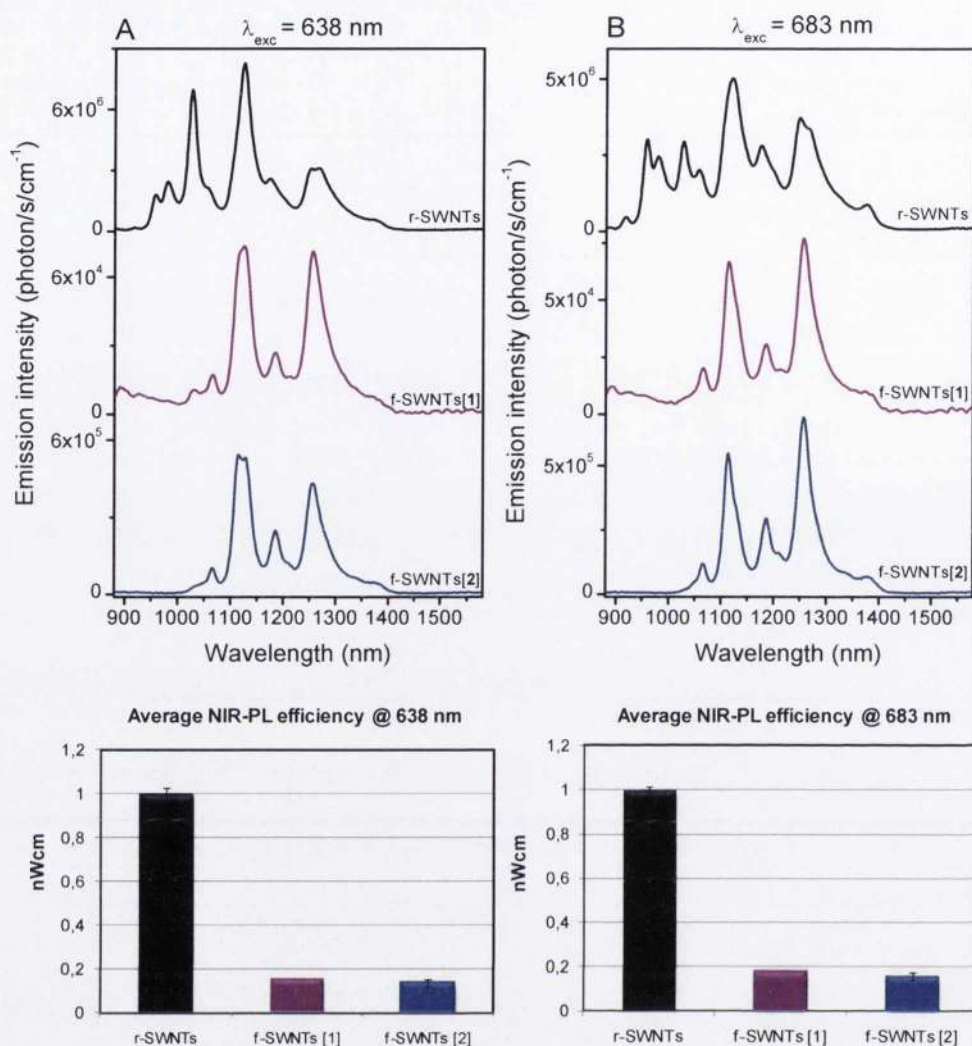 A
λexc = 638 nm
Emission intensity (photon/s/cm⁻¹)
6x10⁶
0
r-SWNTs
6x10⁴
0
f-SWNTs[1]
6x10⁵
0
f-SWNTs[2]
900 1000 1100 1200 1300 1400 1500
Wavelength (nm)
B
λexc = 683 nm
Emission intensity (photon/s/cm⁻¹)
5x10⁶
0
r-SWNTs
5x10⁴
0
f-SWNTs[1]
5x10⁵
0
f-SWNTs[2]
900 1000 1100 1200 1300 1400 1500
Wavelength (nm)
Average NIR-PL efficiency @ 638 nm
nWcm
1,2
1
0,8
0,6
0,4
0,2
0
r-SWNTs f-SWNTs [1] f-SWNTs [2]
Average NIR-PL efficiency @ 683 nm
nWcm
1,2
1
0,8
0,6
0,4
0,2
0
r-SWNTs f-SWNTs [1] f-SWNTs [2]